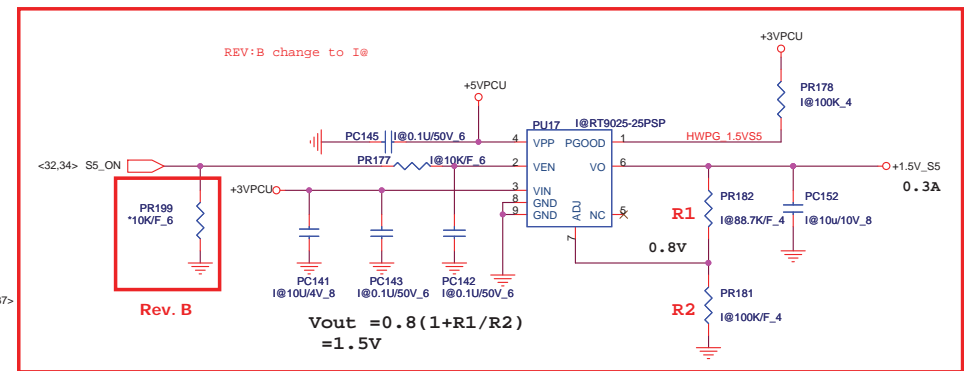 REV:B change to I@
+3VPCU
+5VPCU
PR178
I@100K_4
PU17 I@RT9025-25PSP
PC145 I@0.1U/50V_6
4 VPP PGOOD 1 HWPG_1.5VS5
PR177 I@10K/F_6
<32,34> S5_ON
2 VEN VO 6
+1.5V_S5
0.3A
+3VPCU
3 VIN
8 GND
9 GND
ADJ
NC 5
7
PR199
*10K/F_6
R1
PR182
I@88.7K/F_4
PC152
I@10u/10V_8
0.8V
PC141
I@10U/4V_8
PC143
I@0.1U/50V_6
PC142
I@0.1U/50V_6
R2
PR181
I@100K/F_4
Rev. B
Vout =0.8(1+R1/R2)
=1.5V
7>